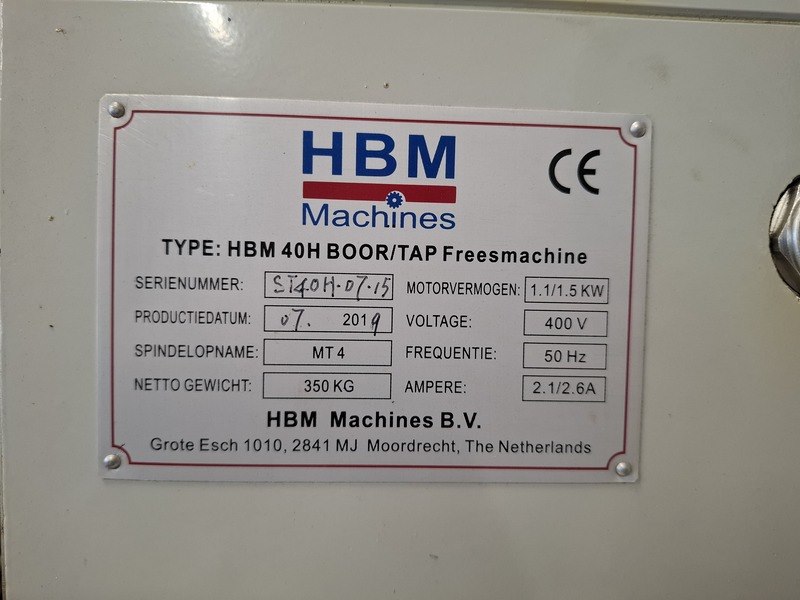 HBM
Machines
CE
TYPE: HBM 40H BOOR/TAP Freesmachine
SERIENUMMER: ST40H-07-15 MOTORVERMOGEN: 1.1/1.5 KW
PRODUCTIEDATUM: 07. 2019 VOLTAGE: 400 V
SPINDELOPNAME: MT 4 FREQUENTIE: 50 Hz
NETTO GEWICHT: 350 KG AMPERE: 2.1/2.6A
HBM Machines B.V.
Grote Esch 1010, 2841 MJ Moordrecht, The Netherlands